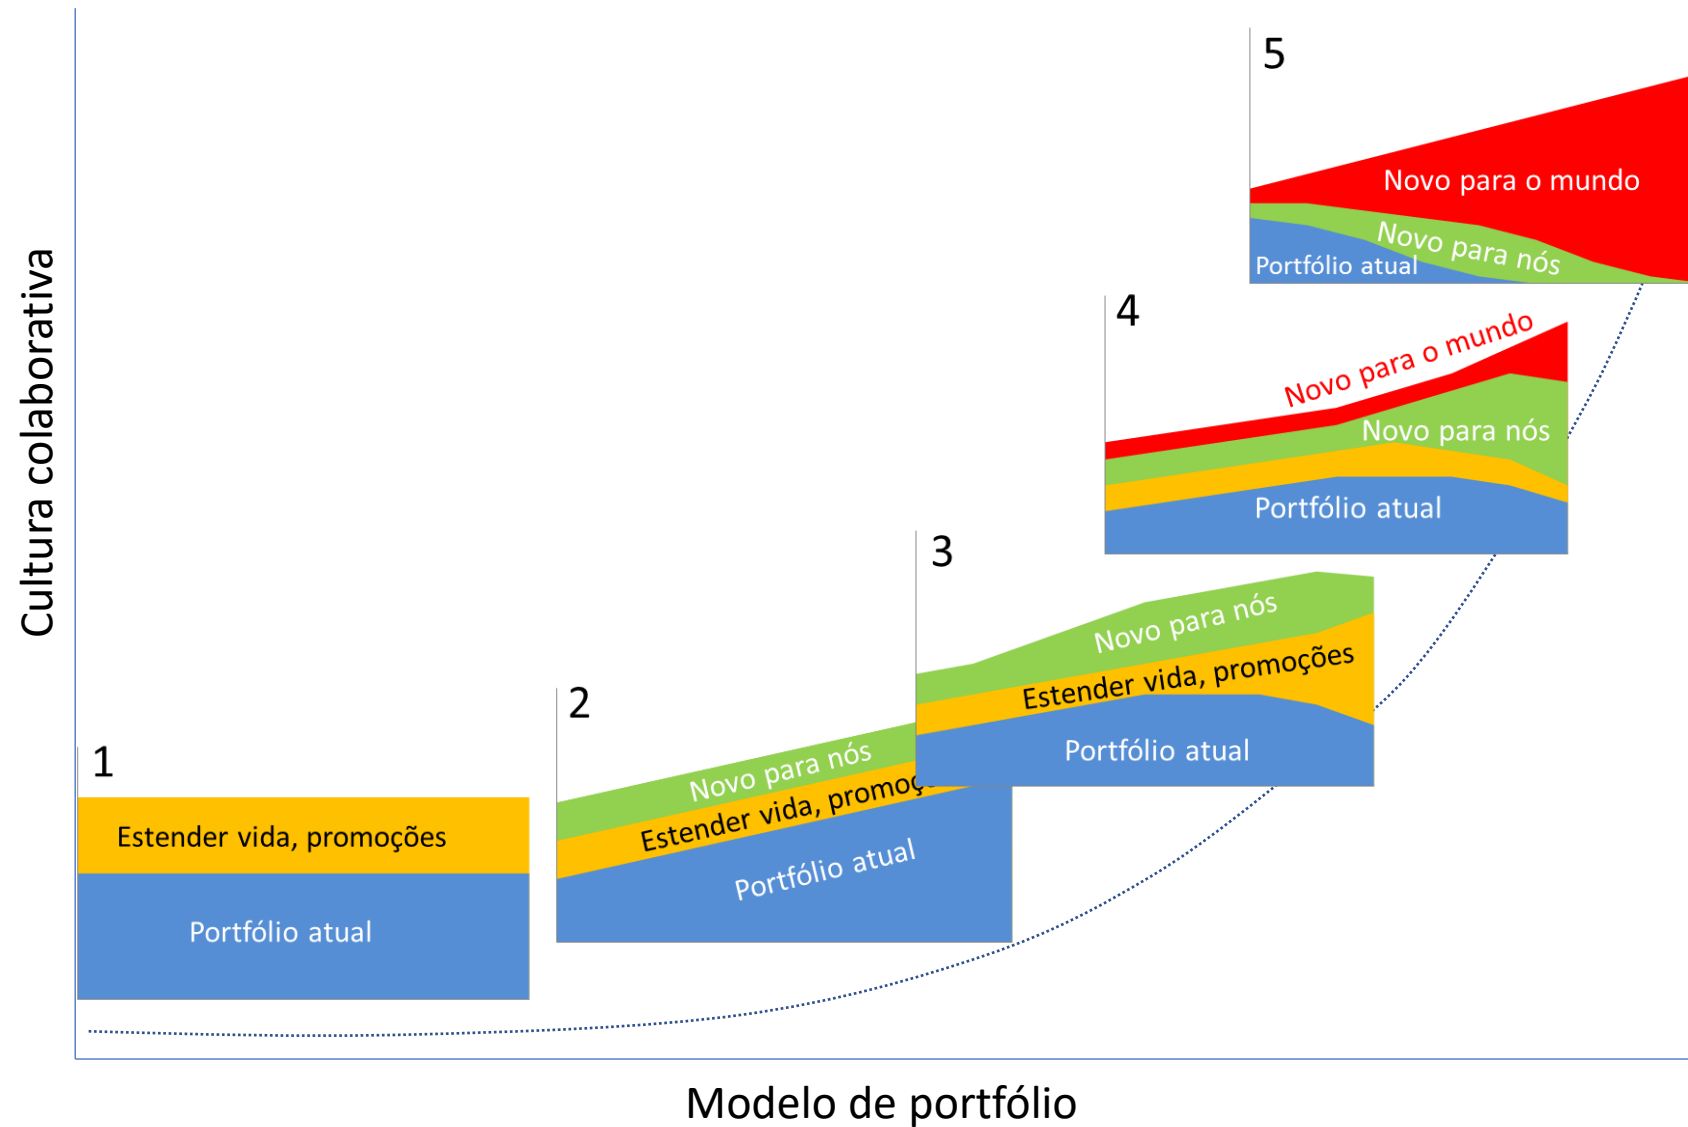 5
Novo para o mundo
Novo para nós
Portfólio atual
4
Novo para o mundo
Novo para nós
Portfólio atual
3
Novo para nós
Estender vida, promoções
Portfólio atual
2
Novo para nós
Estender vida, promoç
Portfólio atual
1
Estender vida, promoções
Portfólio atual
Cultura colaborativa
Modelo de portfólio